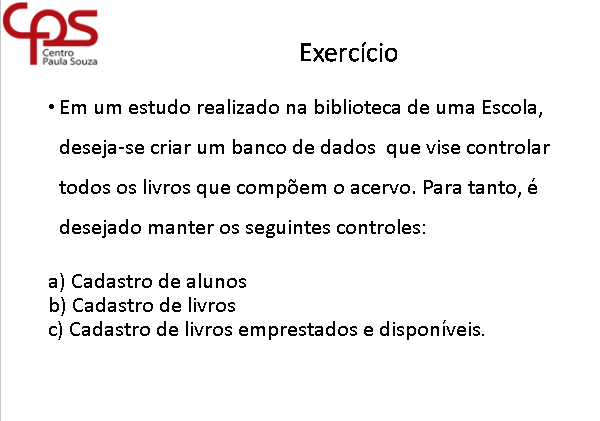 cps
Centro
Paula Souza
Exercício
• Em um estudo realizado na biblioteca de uma Escola,
deseja-se criar um banco de dados  que vise controlar
todos os livros que compõem o acervo. Para tanto, é
desejado manter os seguintes controles:
a) Cadastro de alunos
b) Cadastro de livros
c) Cadastro de livros emprestados e disponíveis.